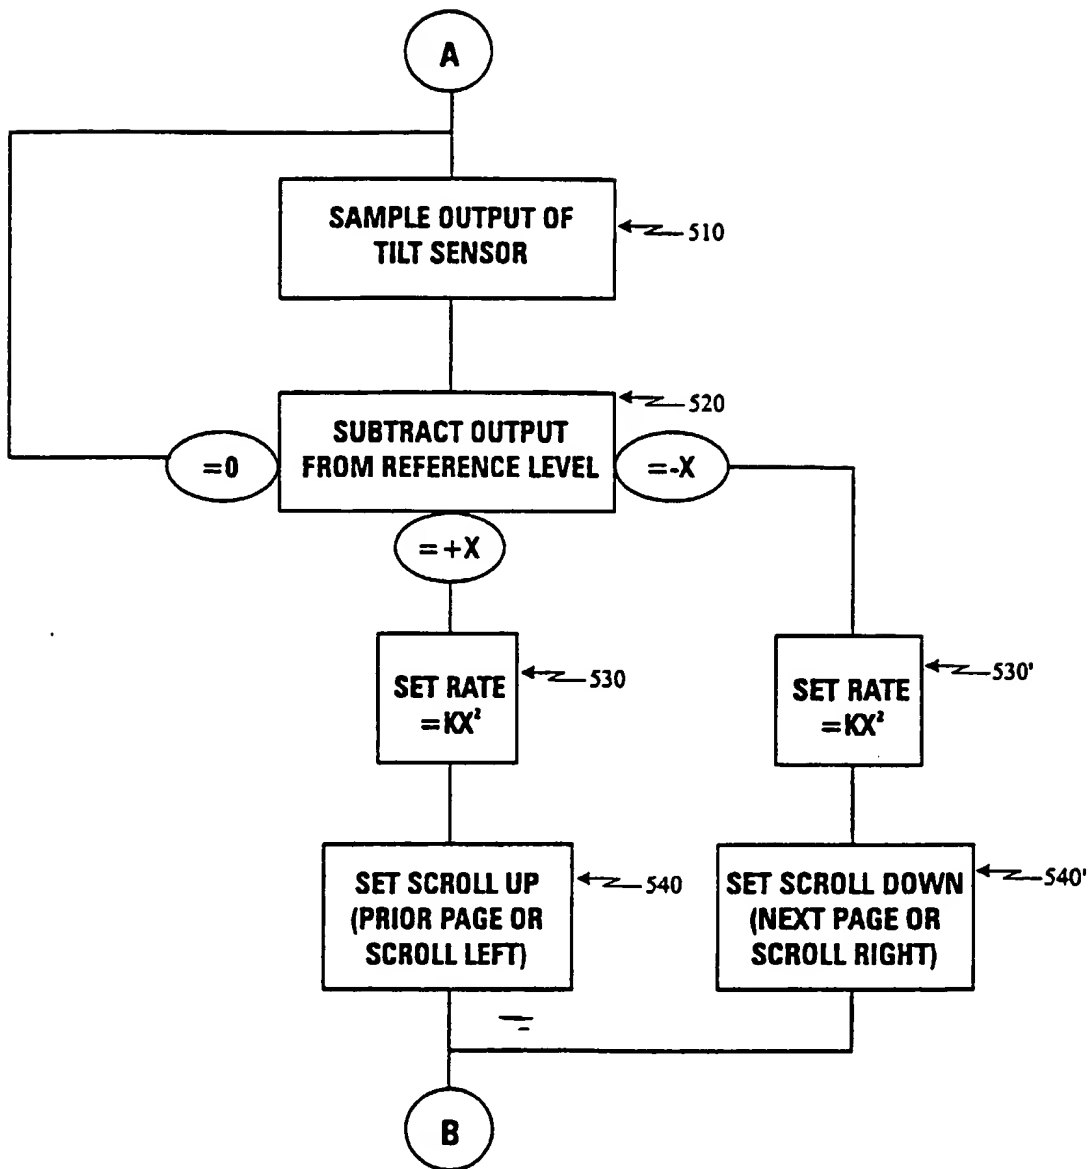 A
SAMPLE OUTPUT OF
TILT SENSOR
510
520
SUBTRACT OUTPUT
FROM REFERENCE LEVEL
=0
=-X
=+X
SET RATE
=KX²
530
SET RATE
=KX²
530'
SET SCROLL UP
(PRIOR PAGE OR
SCROLL LEFT)
540
SET SCROLL DOWN
(NEXT PAGE OR
SCROLL RIGHT)
540'
B